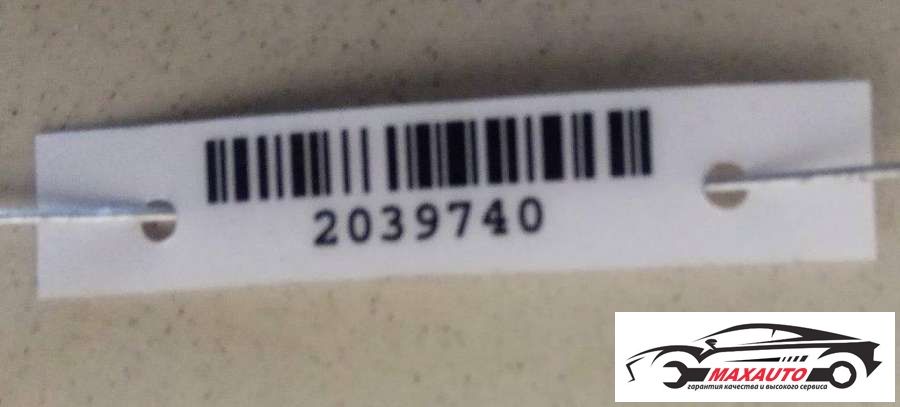 2039740
MAXAUTO
гарантия качества и высокого сервиса